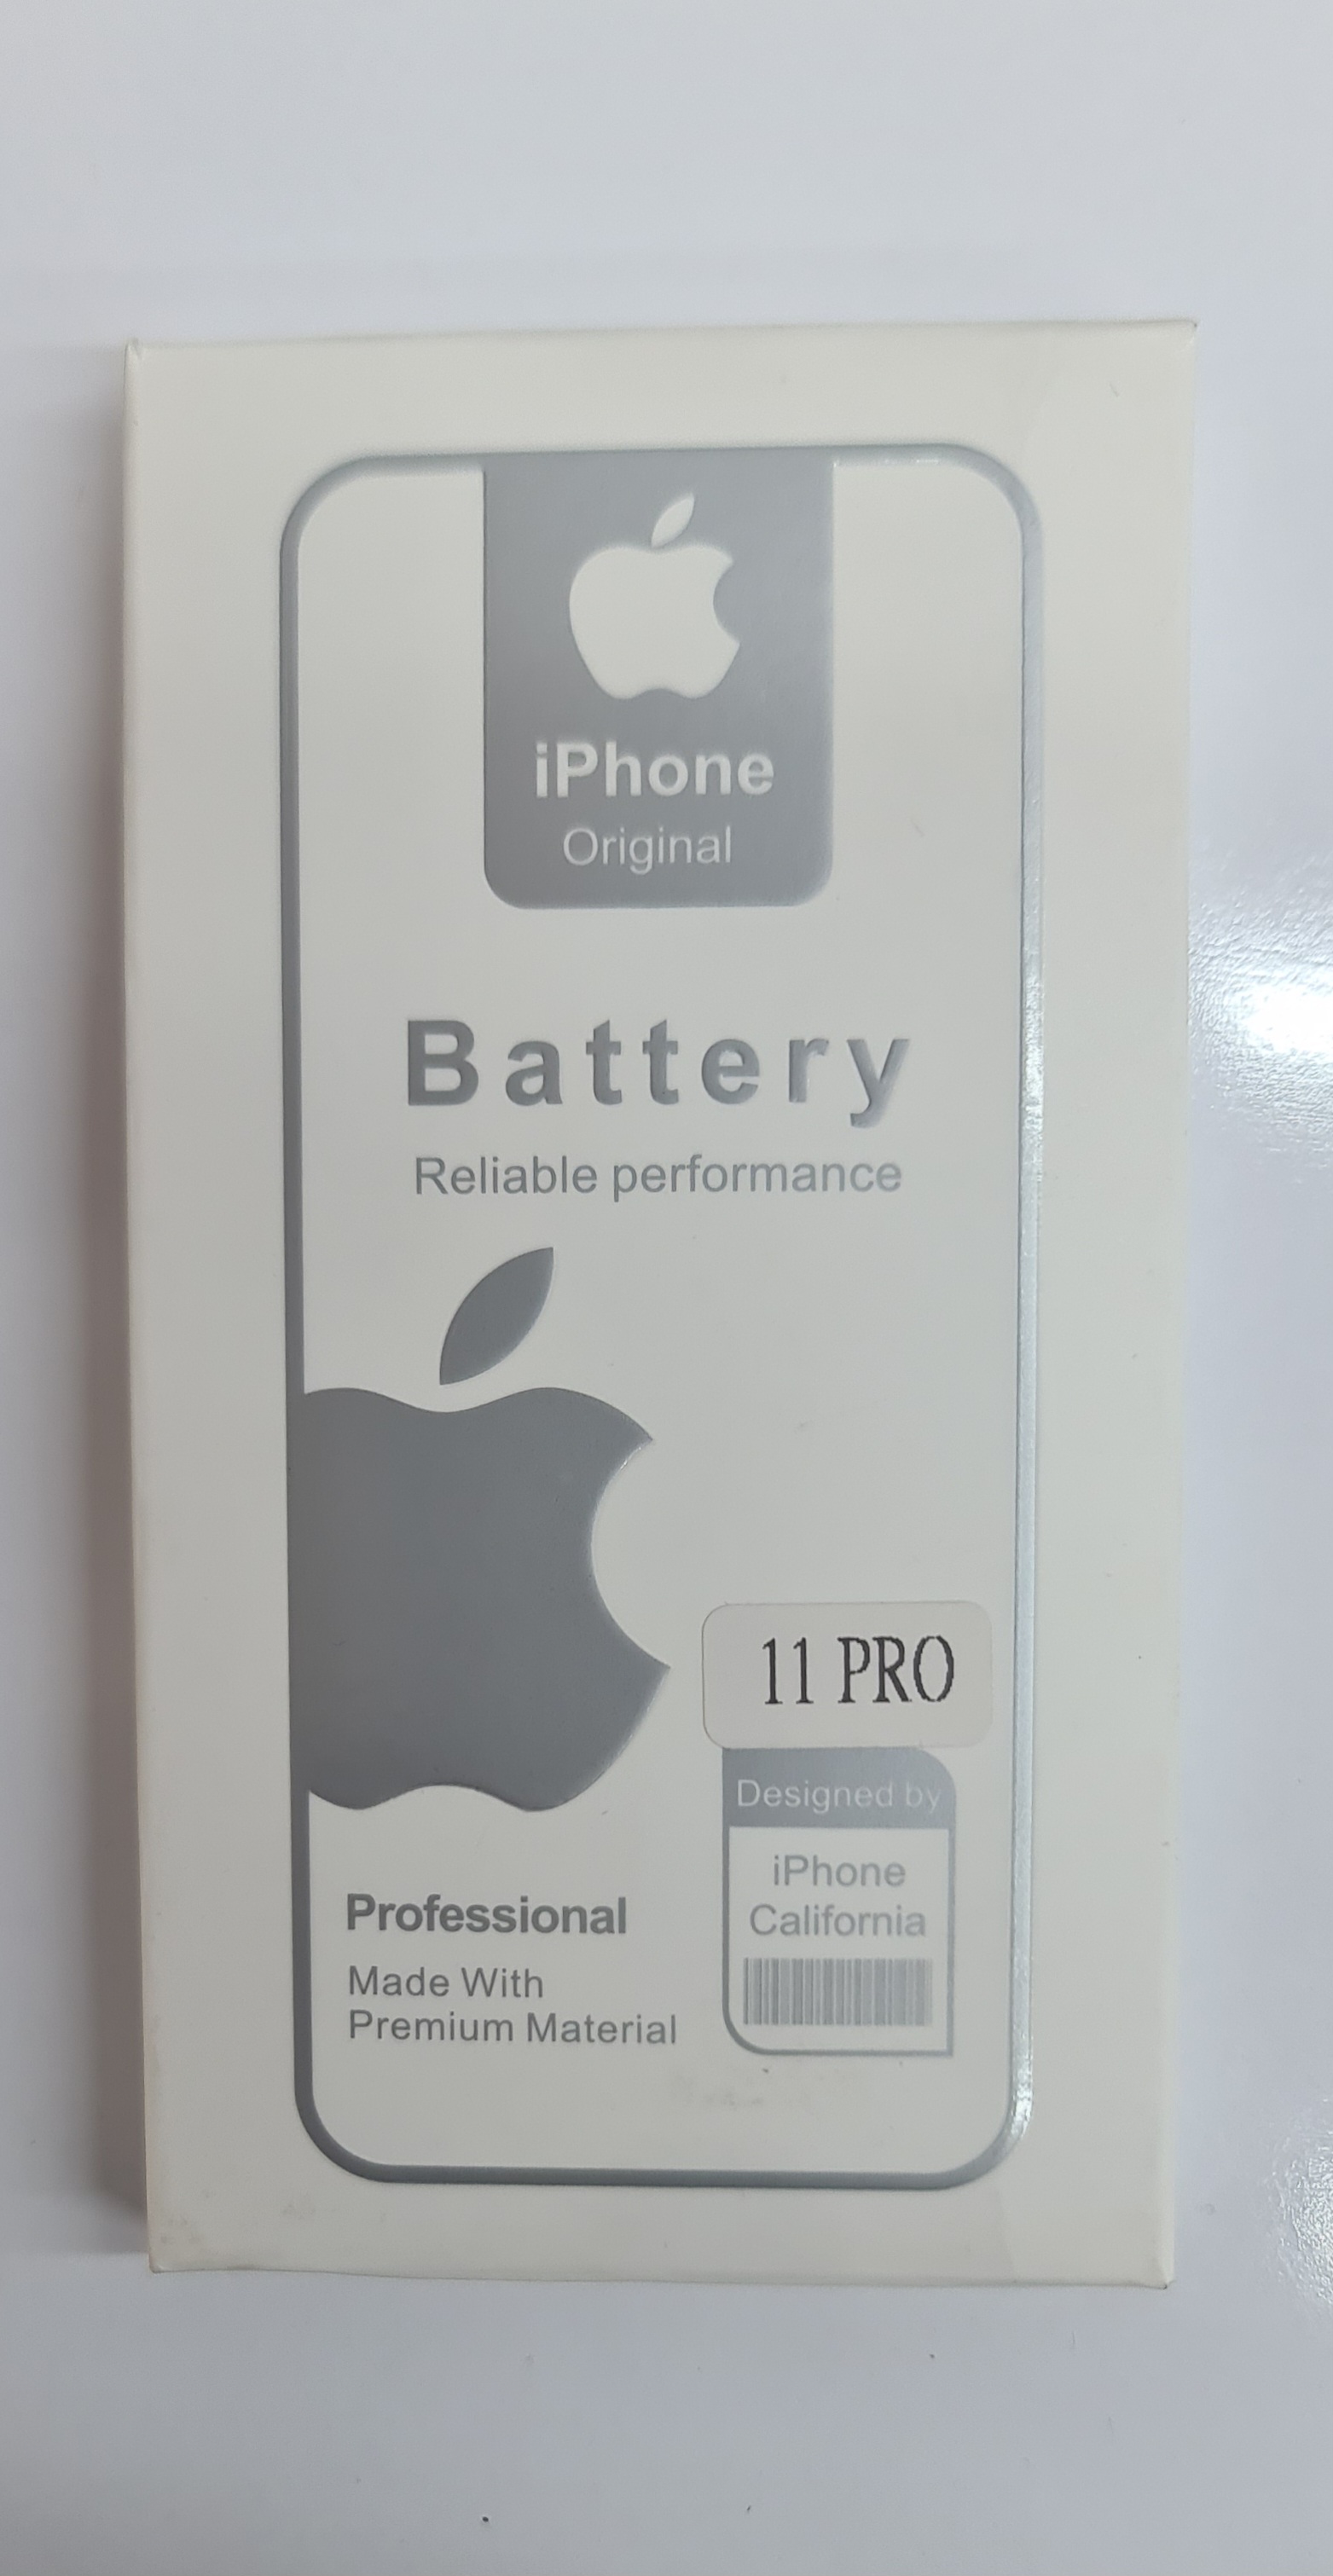 iPhone
Original
Battery
Reliable performance
11 PRO
Designed by
iPhone
California
Professional
Made With
Premium Material